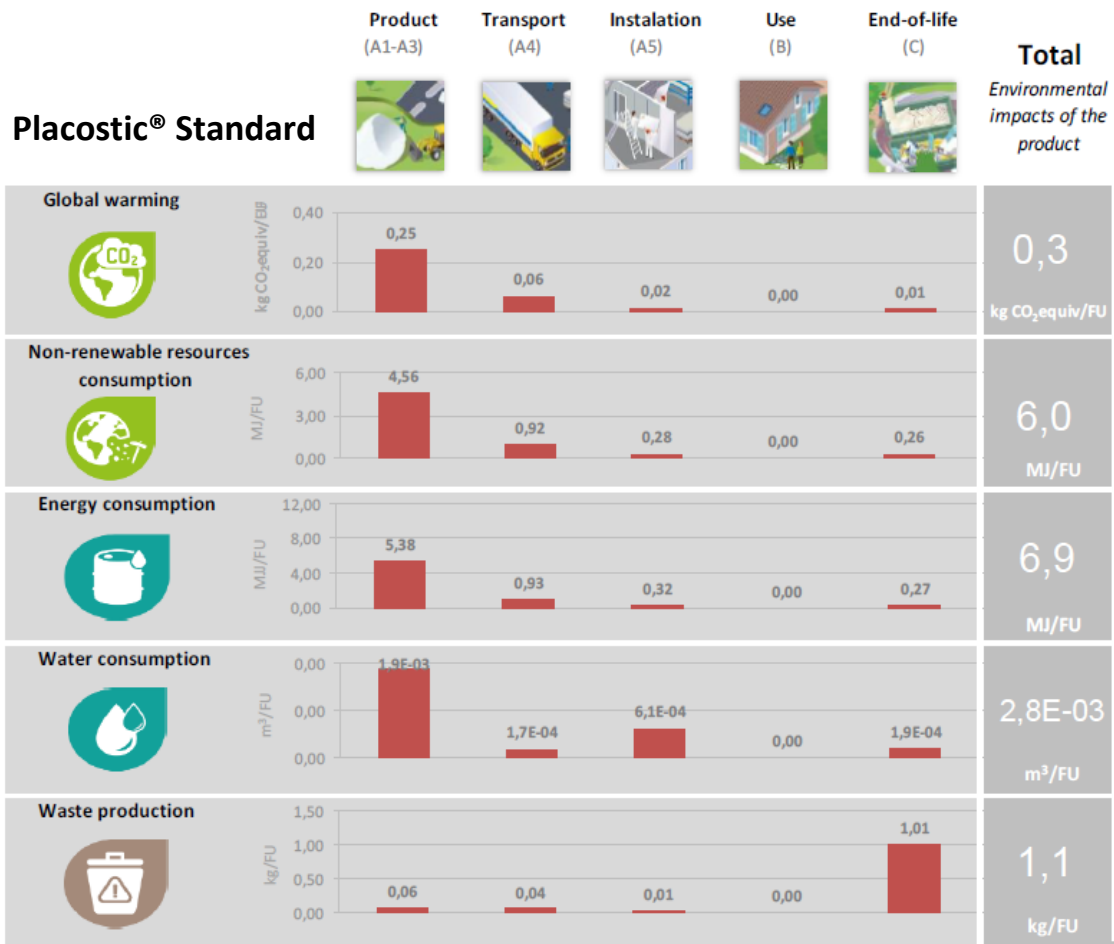 Product Transport Instalation Use End-of-life
(A1-A3) (A4) (A5) (B) (C)
Total
Environmental
impacts of the
product
Placostic® Standard
Global warming
CO₂
kg CO₂equiv/
0,40
0,20
0,00
0,25 0,06 0,02 0,00 0,01
0,3
kg CO₂equiv/FU
Non-renewable resources
consumption
MJ/FU
6,00
3,00
0,00
4,56 0,92 0,28 0,00 0,26
6,0
MJ/FU
Energy consumption
MJ/FU
12,00
8,00
4,00
0,00
5,38 0,93 0,32 0,00 0,27
6,9
MJ/FU
Water consumption
m³/FU
0,00
0,00
0,00
1,9E-03 1,7E-04 6,1E-04 0,00 1,9E-04
2,8E-03
m³/FU
Waste production
kg/FU
1,50
1,00
0,50
0,00
0,06 0,04 0,01 0,00 1,01
1,1
kg/FU